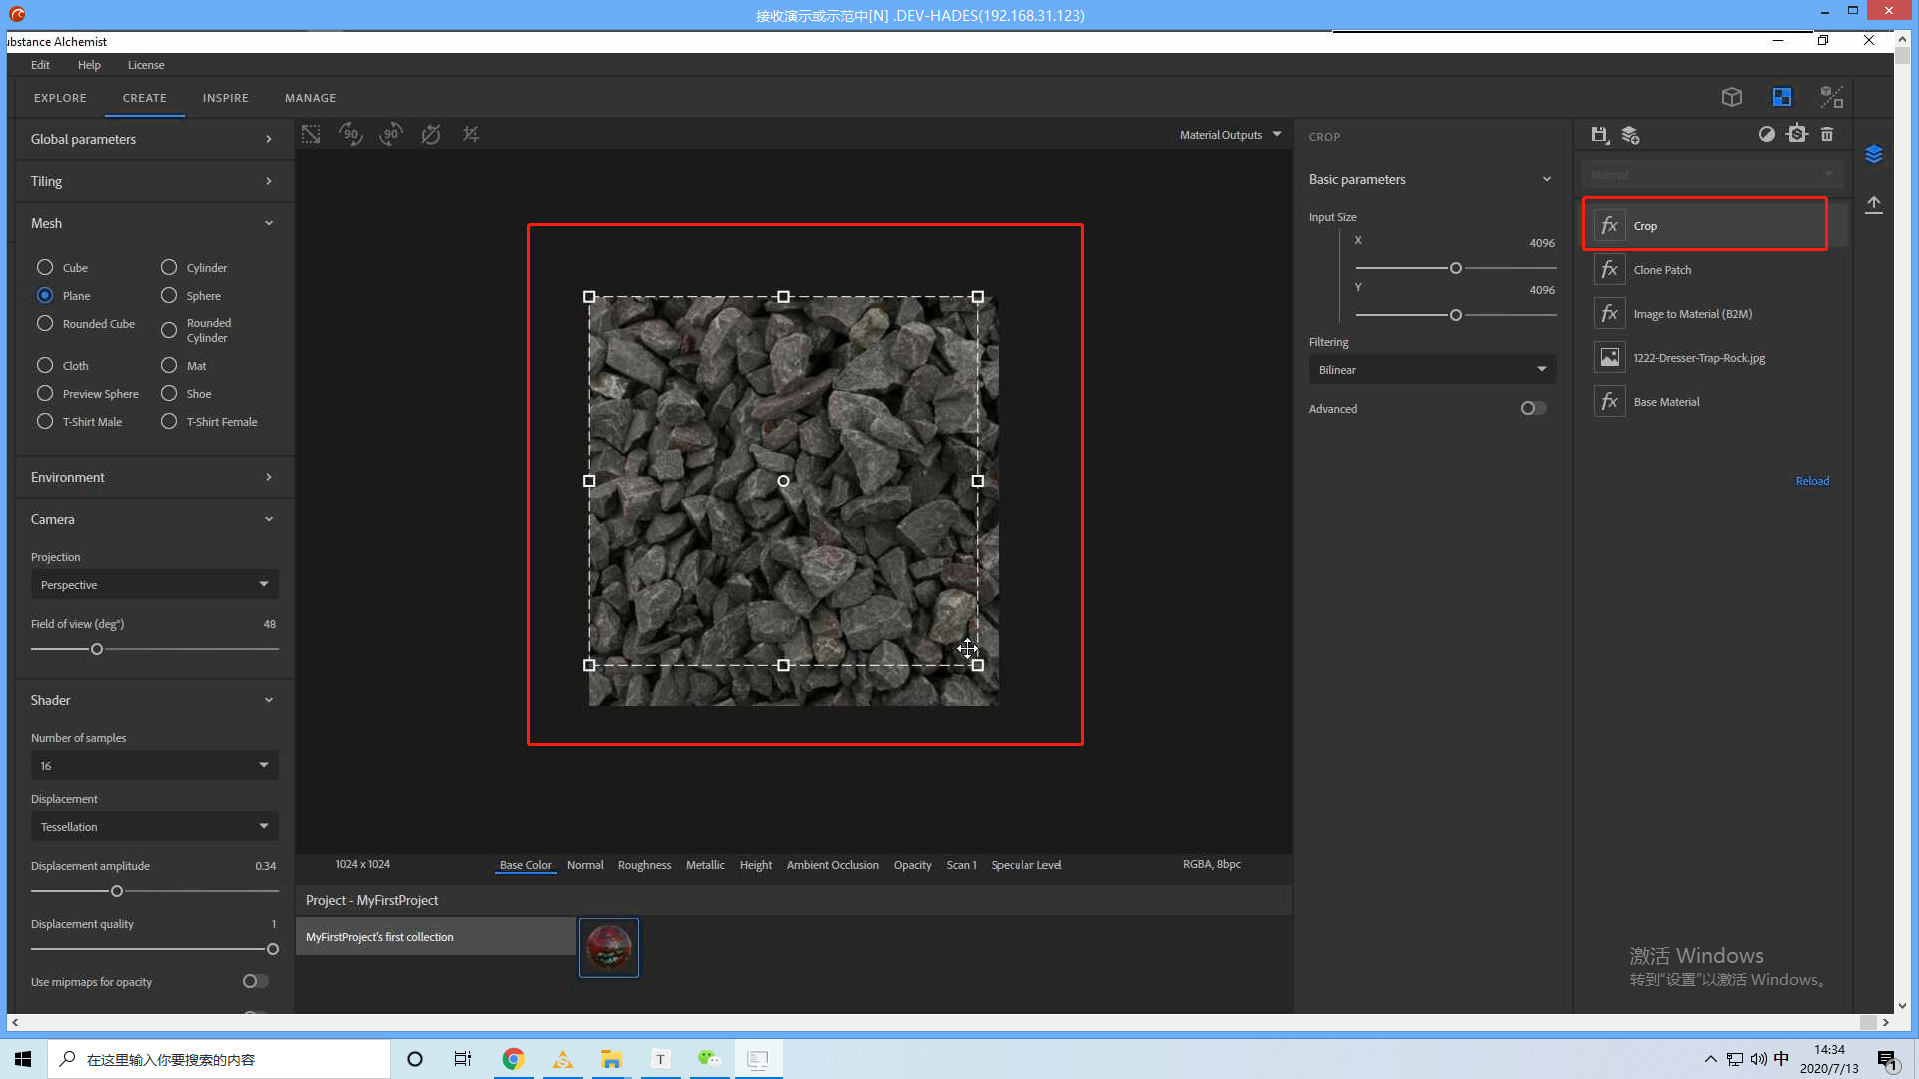 接收演示或示范中[N] .DEV-HADES(192.168.31.123)
ubstance Alchemist
Edit Help License
EXPLORE CREATE INSPIRE MANAGE
Global parameters
Tiling
Mesh
Cube Cylinder
Plane Sphere
Rounded Cube Rounded Cylinder
Cloth Mat
Preview Sphere Shoe
T-Shirt Male T-Shirt Female
Environment
Camera
Projection
Perspective
Field of view (deg°) 48
Shader
Number of samples
16
Displacement
Tessellation
Displacement amplitude 0.34
Displacement quality 1
Use mipmaps for opacity
90 90
Material Outputs
1024 x 1024
Base Color Normal Roughness Metallic Height Ambient Occlusion Opacity Scan 1 Specular Level
RGBA, 8bpc
Project - MyFirstProject
MyFirstProject's first collection
CROP
Basic parameters
Input Size
X 4096
Y 4096
Filtering
Bilinear
Advanced
Normal
fx Crop
fx Clone Patch
fx Image to Material (B2M)
1222-Dresser-Trap-Rock.jpg
fx Base Material
Reload
激活 Windows
转到"设置"以激活 Windows。
在这里输入你要搜索的内容
T
中
14:34
2020/7/13
1